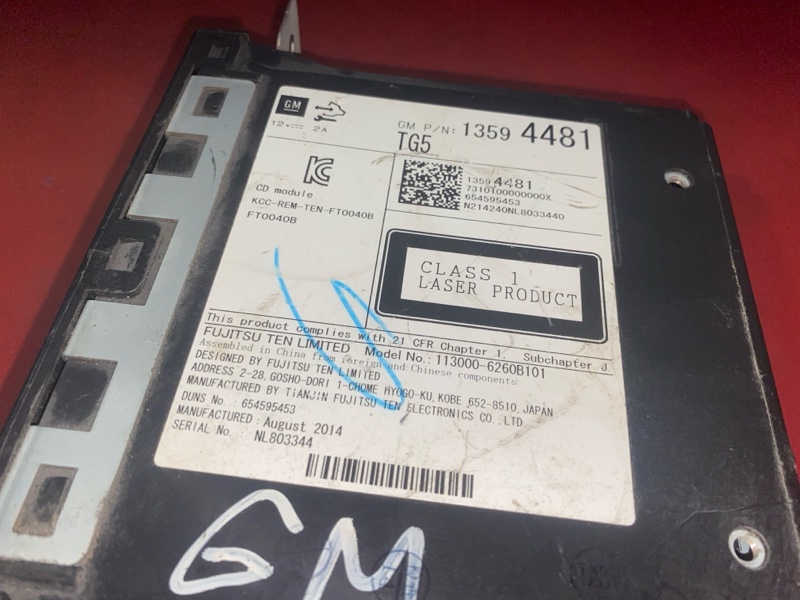 GM
12V 2A
GM P/N: 1359 4481
TG5
1359 4481
7310T00000000X
654595453
N214240NL8033440
CD module
KCC-REM-TEN-FT0040B
FT0040B
CLASS 1
LASER PRODUCT
This product complies with 21 CFR Chapter I, Subchapter J.
FUJITSU TEN LIMITED Model No.: 113000-6260B101
Assembled in China from foreign and Chinese components
DESIGNED BY FUJITSU TEN LIMITED
ADDRESS 2-28, GOSHO-DORI 1-CHOME HYOGO-KU, KOBE 652-8510, JAPAN
MANUFACTURED BY TIANJIN FUJITSU TEN ELECTRONICS CO., LTD
DUNS No. : 654595453
MANUFACTURED: August 2014
SERIAL No. NL803344
GM